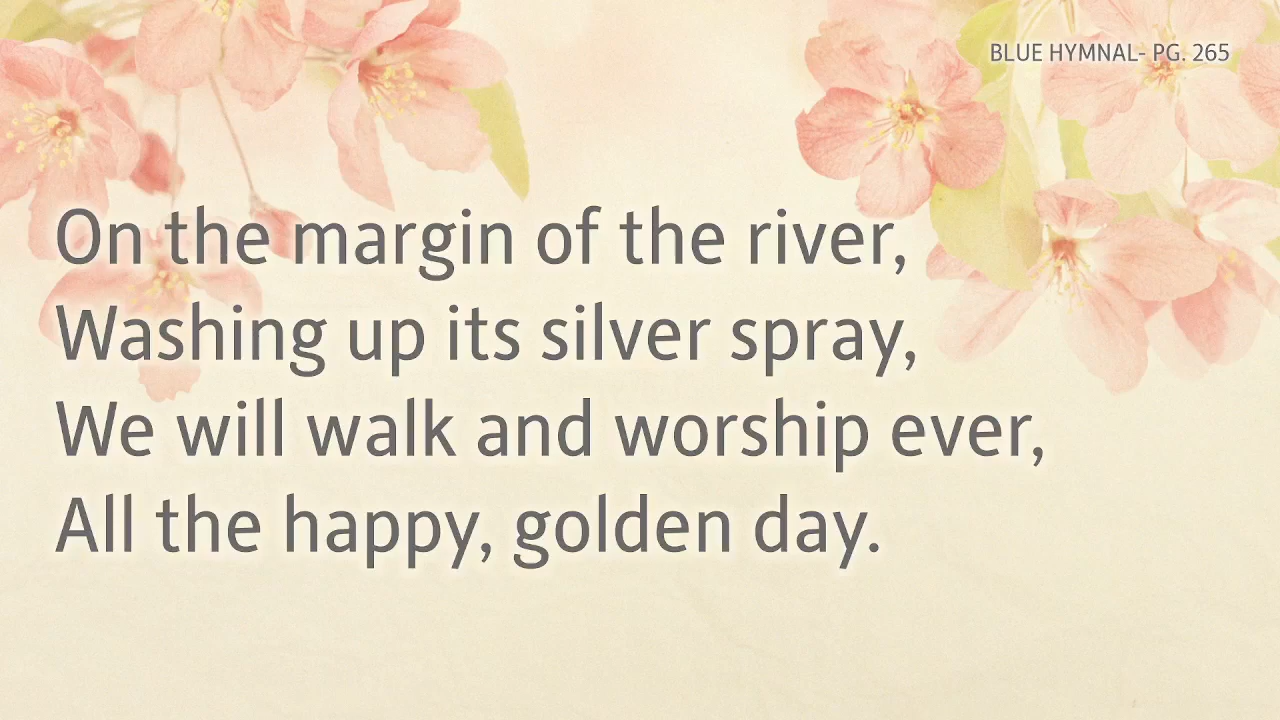 BLUE HYMNAL- PG. 265
On the margin of the river,
Washing up its silver spray,
We will walk and worship ever,
All the happy, golden day.